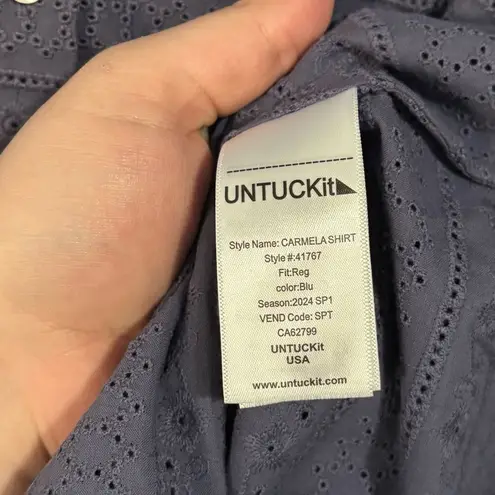 UNTUCKit
Style Name: CARMELA SHIRT
Style #:41767
Fit:Reg
color:Blu
Season:2024 SP1
VEND Code: SPT
CA62799
UNTUCKit
USA
www.untuckit.com